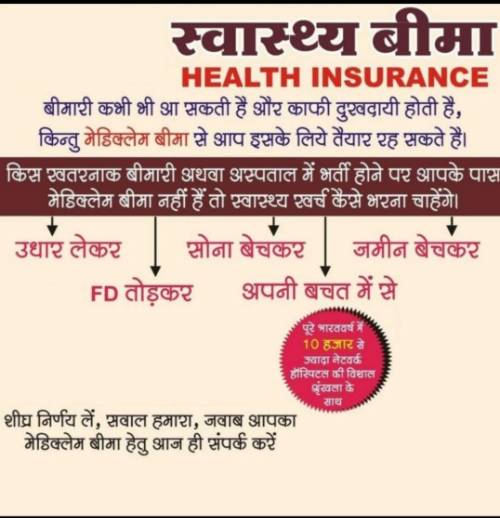 स्वास्थ्य बीमा
HEALTH INSURANCE
बीमारी कभी भी आ सकती है और काफी दुखदायी होती है,
किन्तु मेडिक्लेम बीमा से आप इसके लिये तैयार रह सकते है।
किस खतरनाक बीमारी अथवा अस्पताल में भर्ती होने पर आपके पास
मेडिक्लेम बीमा नहीं हैं तो स्वास्थ्य खर्च कैसे भरना चाहेंगे।
उधार लेकर सोना बेचकर जमीन बेचकर
FD तोड़कर अपनी बचत में से
पूरे भारतवर्ष में
10 हजार से
ज्यादा नेटवर्क
हॉस्पिटल की विशाल
श्रृंखला के
साथ
शीघ्र निर्णय लें, सवाल हमारा, जवाब आपका
मेडिक्लेम बीमा हेतु आज ही संपर्क करें